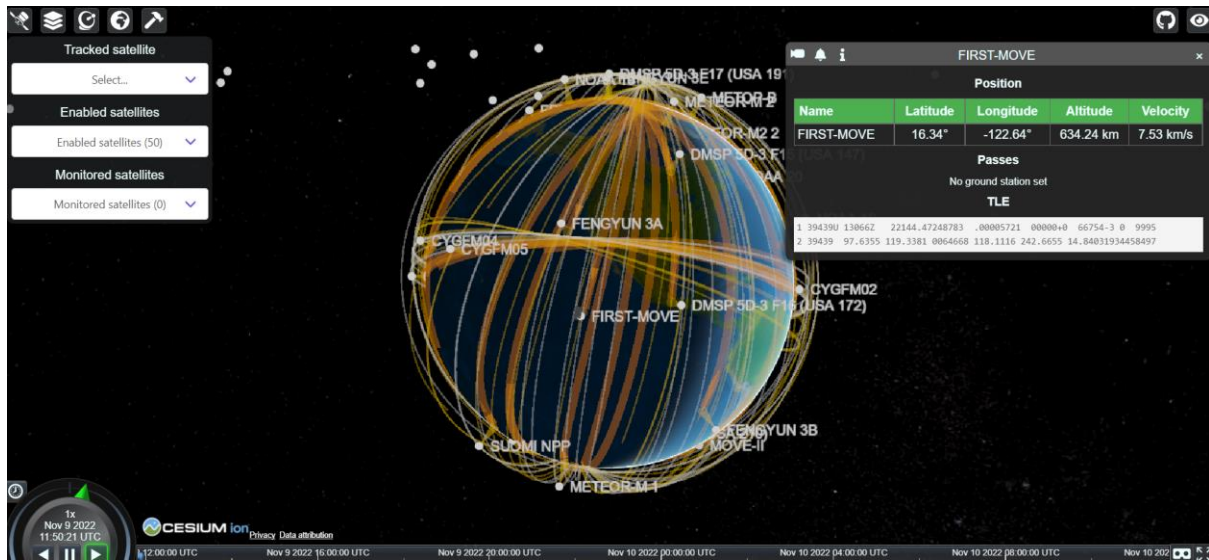 Tracked satellite
Select...
Enabled satellites
Enabled satellites (50)
Monitored satellites
Monitored satellites (0)
FIRST-MOVE
×
Position
Name Latitude Longitude Altitude Velocity
FIRST-MOVE 16.34° -122.64° 634.24 km 7.53 km/s
Passes
No ground station set
TLE
1 39439U 13066Z 22144.47248783 .00005721 00000+0 66754-3 0 9995
2 39439 97.6355 119.3381 0064668 118.1116 242.6655 14.84031934458497
DMSP 5D-3 F17 (USA 191)
METEOR-M 2
DMSP 5D-3 F15 (USA 147)
FENGYUN 3A
CYGFM05
CYGFM02
DMSP 5D-3 F16 (USA 172)
FIRST-MOVE
FENGYUN 3B
SUOMI NPP
MOVE-II
METEOR-M 1
1x
Nov 9 2022
11:50:21 UTC
CESIUM ion
Privacy Data attribution
12:00:00 UTC
Nov 9 2022 16:00:00 UTC
Nov 9 2022 20:00:00 UTC
Nov 10 2022 00:00:00 UTC
Nov 10 2022 04:00:00 UTC
Nov 10 2022 08:00:00 UTC